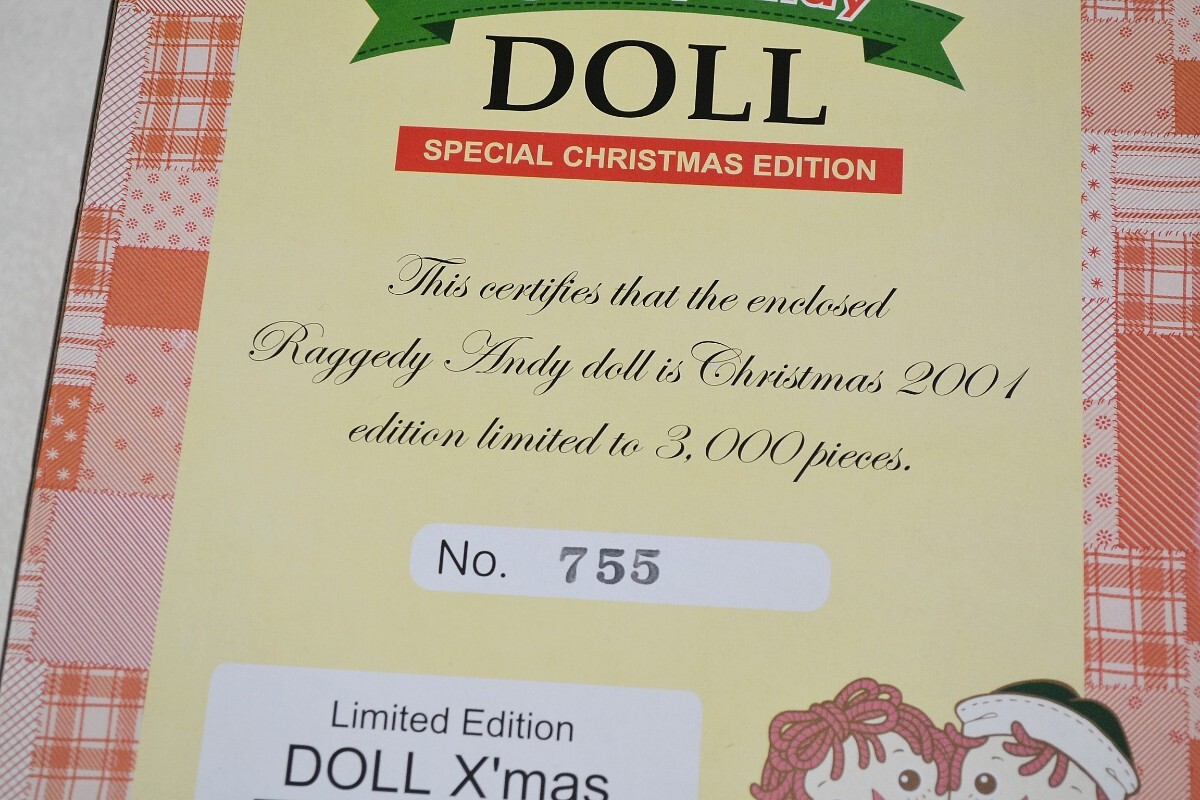 DOLL
SPECIAL CHRISTMAS EDITION
This certifies that the enclosed
Raggedy Andy doll is Christmas 2001
edition limited to 3,000 pieces.
No. 755
Limited Edition
DOLL X'mas